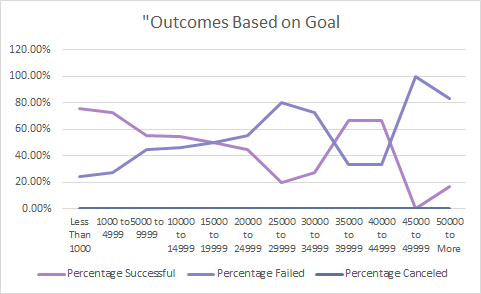 "Outcomes Based on Goal
120.00%
100.00%
80.00%
60.00%
40.00%
20.00%
0.00%
Less Than 1000
1000 to 4999
5000 to 9999
10000 to 14999
15000 to 19999
20000 to 24999
25000 to 29999
30000 to 34999
35000 to 39999
40000 to 44999
45000 to 49999
50000 to More
Percentage Successful
Percentage Failed
Percentage Canceled